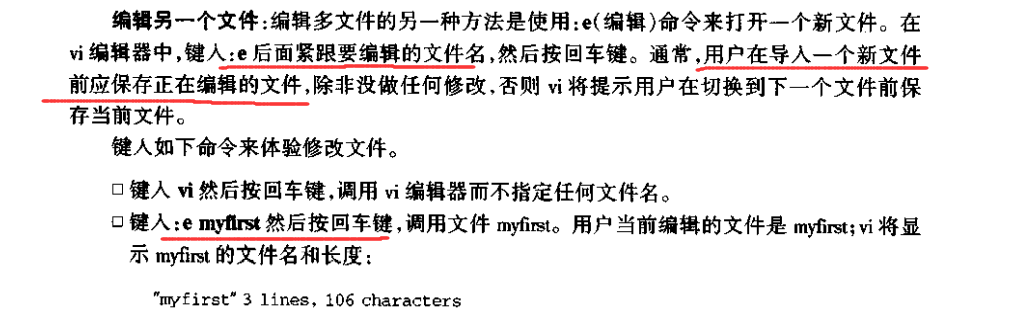 编辑另一个文件:编辑多文件的另一种方法是使用:e(编辑)命令来打开一个新文件。在
vi 编辑器中,键入:e 后面紧跟要编辑的文件名,然后按回车键。通常,用户在导入一个新文件
前应保存正在编辑的文件,除非没做任何修改,否则 vi 将提示用户在切换到下一个文件前保
存当前文件。
键入如下命令来体验修改文件。
□ 键入 vi 然后按回车键,调用 vi 编辑器而不指定任何文件名。
□ 键入:e myfirst 然后按回车键,调用文件 myfirst。用户当前编辑的文件是 myfirst;vi 将显
示 myfirst 的文件名和长度:
"myfirst" 3 lines, 106 characters